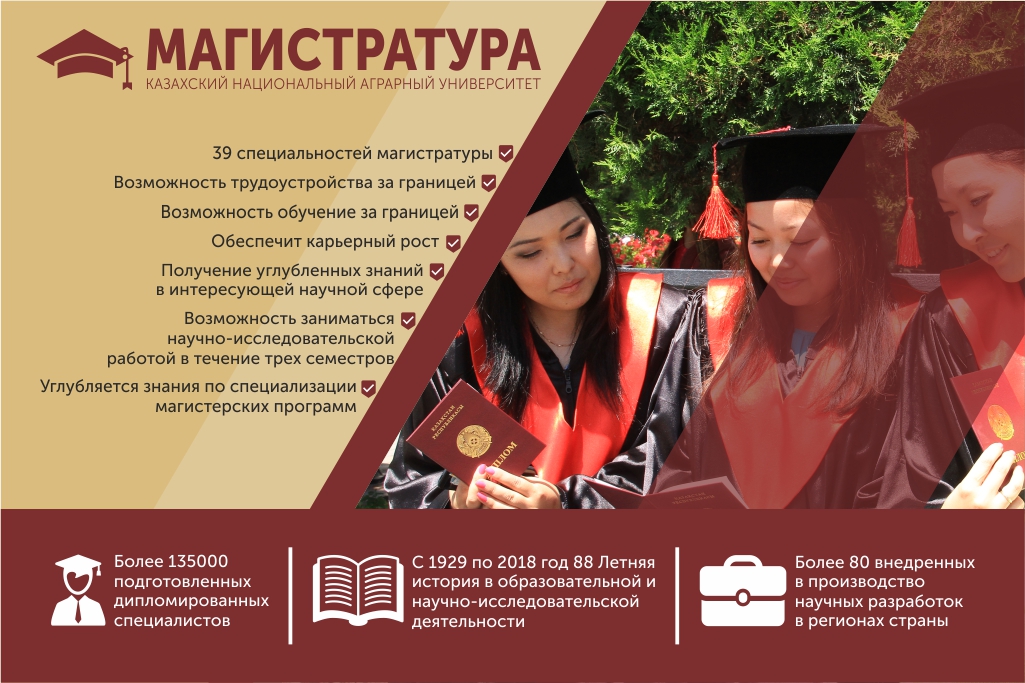 МАГИСТРАТУРА
КАЗАХСКИЙ НАЦИОНАЛЬНЫЙ АГРАРНЫЙ УНИВЕРСИТЕТ
39 специальностей магистратуры
Возможность трудоустройства за границей
Возможность обучение за границей
Обеспечит карьерный рост
Получение углубленных знаний
в интересующей научной сфере
Возможность заниматься
научно-исследовательской
работой в течение трех семестров
Углубляется знания по специализации
магистерских программ
ҚАЗАҚСТАН
РЕСПУБЛИКАСЫ
ДИПЛОМ
Более 135000
подготовленных
дипломированных
специалистов
С 1929 по 2018 год 88 Летняя
история в образовательной и
научно-исследовательской
деятельности
Более 80 внедренных
в производство
научных разработок
в регионах страны